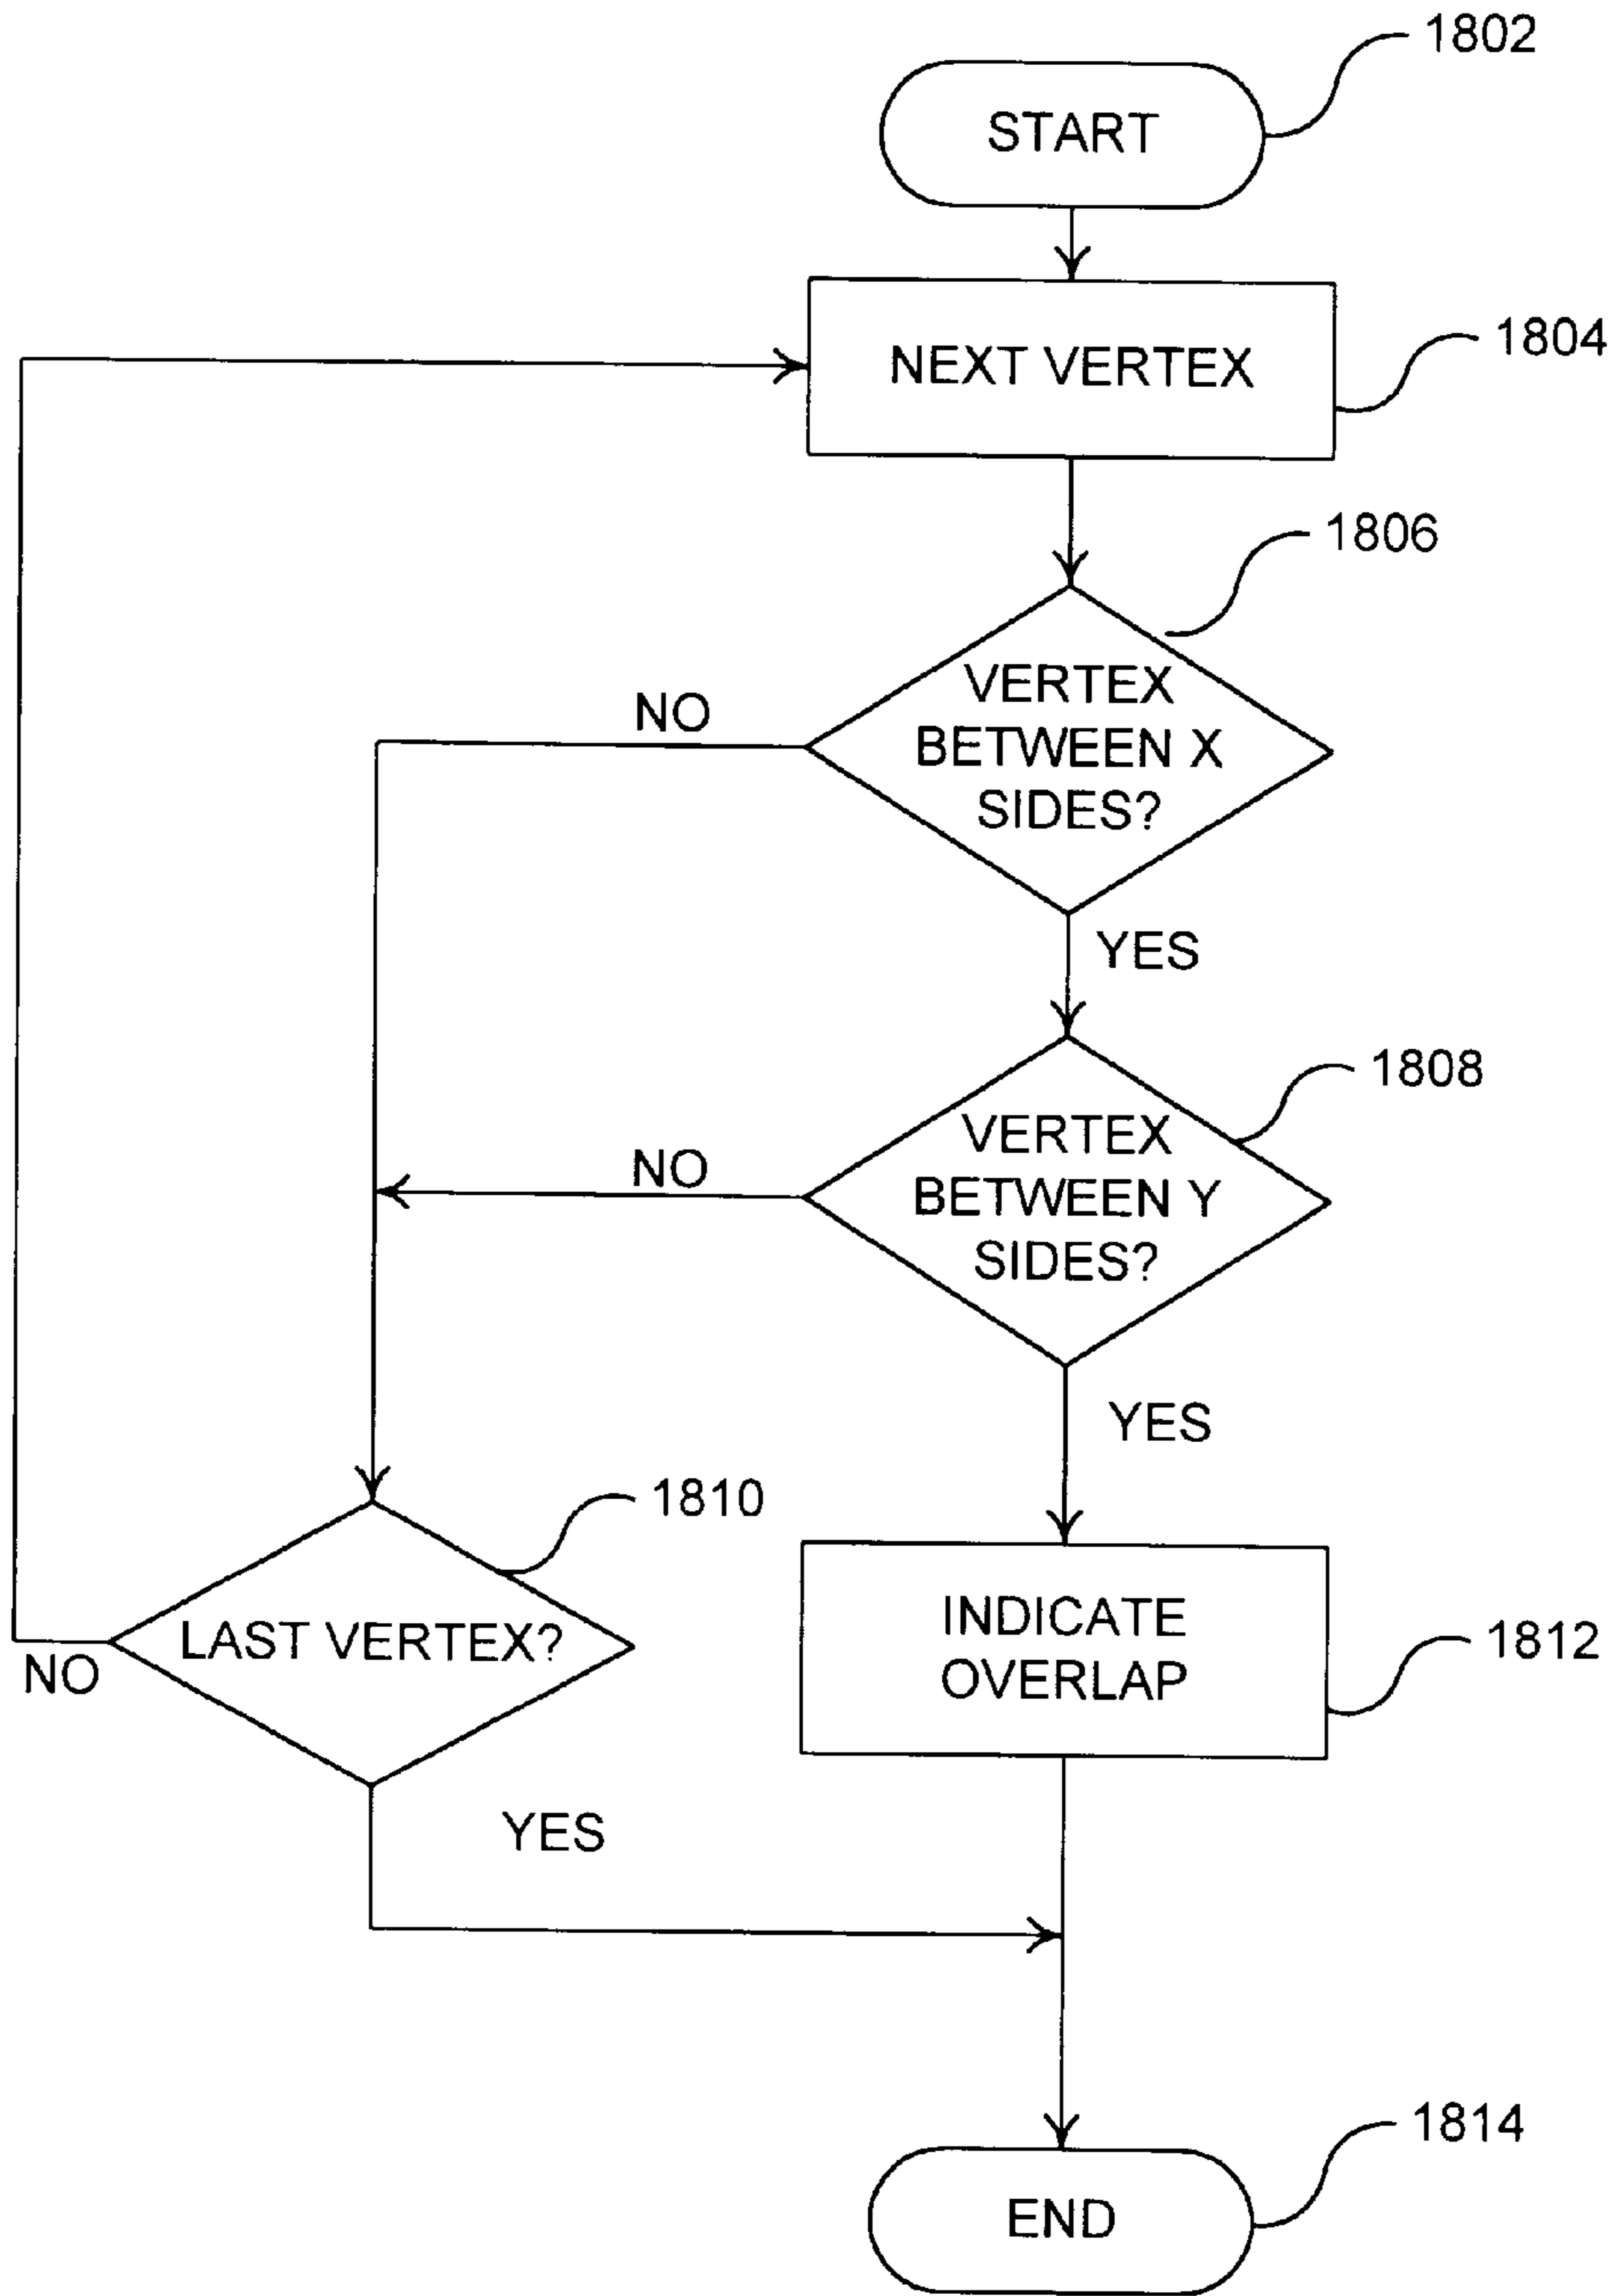 1802
START
1804
NEXT VERTEX
1806
VERTEX
BETWEEN X
SIDES?
NO
YES
1808
VERTEX
BETWEEN Y
SIDES?
NO
YES
1810
LAST VERTEX?
NO
YES
INDICATE
OVERLAP
1812
1814
END